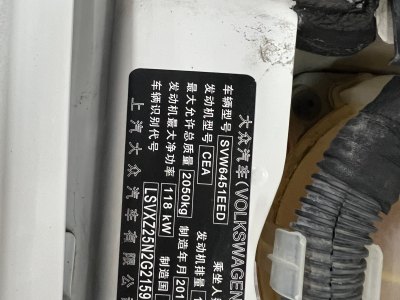 大众汽车(VOLKSWAGEN
车辆型号 SVW6451EED 乘坐人
发动机型号 CEA 发动机排量
最大允许总质量 2050kg 制造年月 201
发动机最大净功率 118 kW 制造国
车辆识别代号 LSVXZ25N2G2159
上汽大众汽车有限公